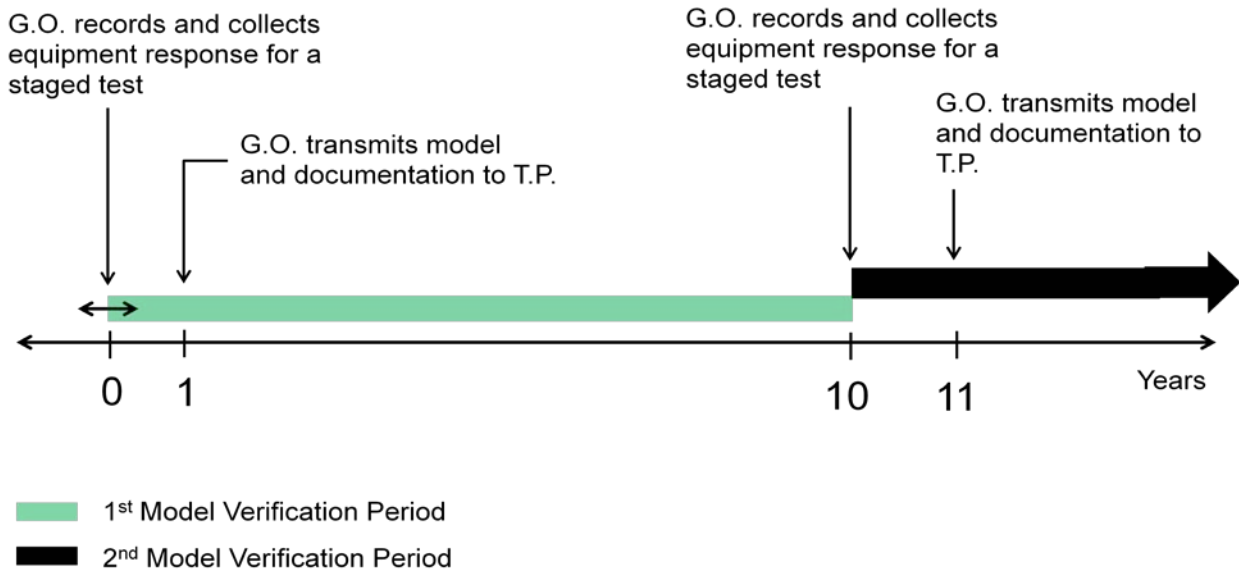 G.O. records and collects
equipment response for a
staged test
G.O. transmits model
and documentation to T.P.
G.O. records and collects
equipment response for a
staged test
G.O. transmits model
and documentation to
T.P.
0
1
10
11
Years
1st Model Verification Period
2nd Model Verification Period